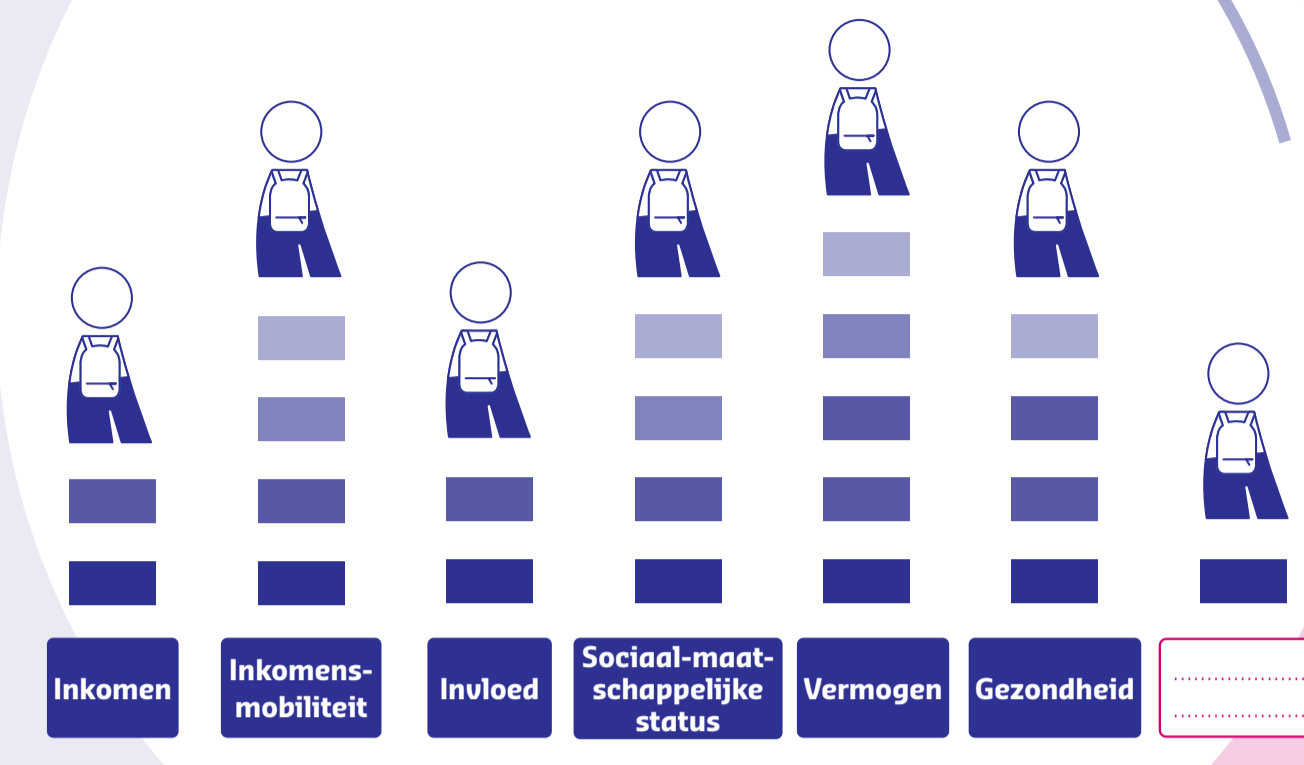 Inkomen
Inkomens-
mobiliteit
Invloed
Sociaal-maat-
schappelijke
status
Vermogen
Gezondheid